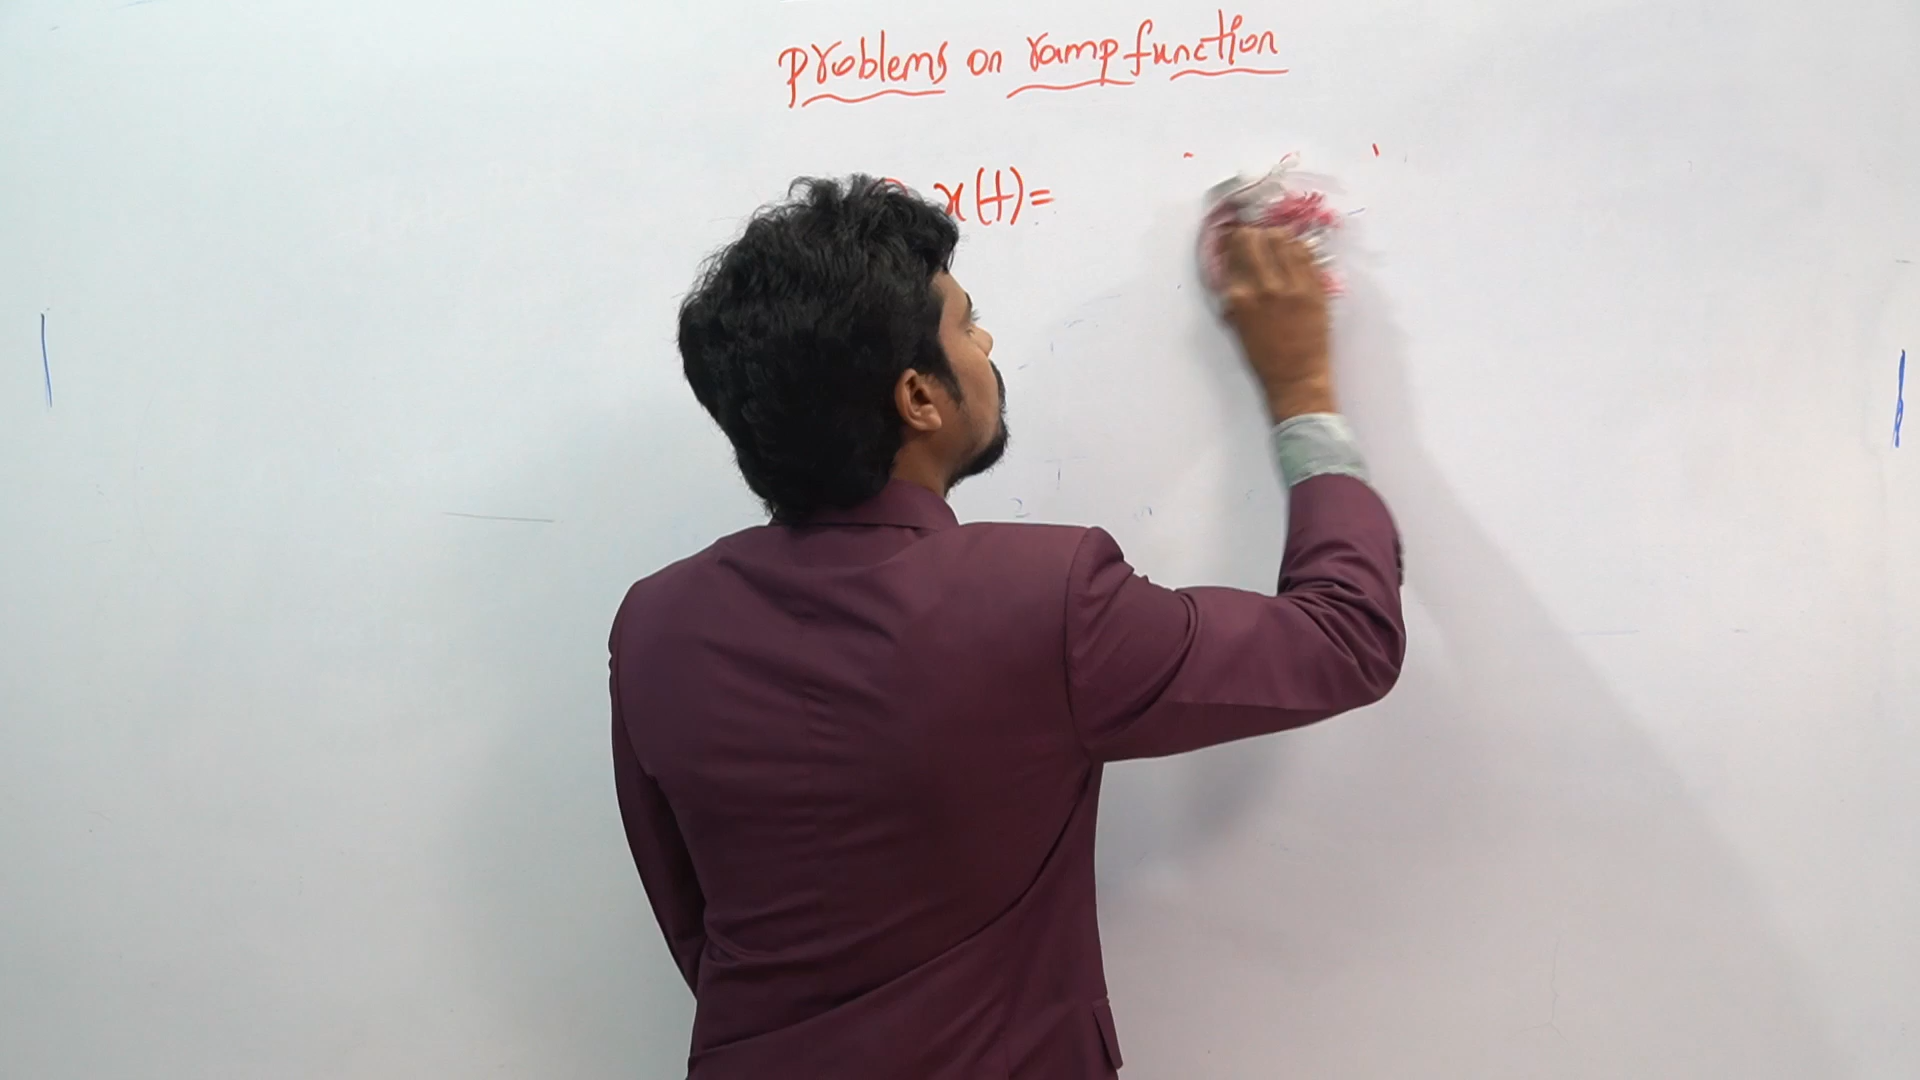 Problems on ramp function
x(t)=